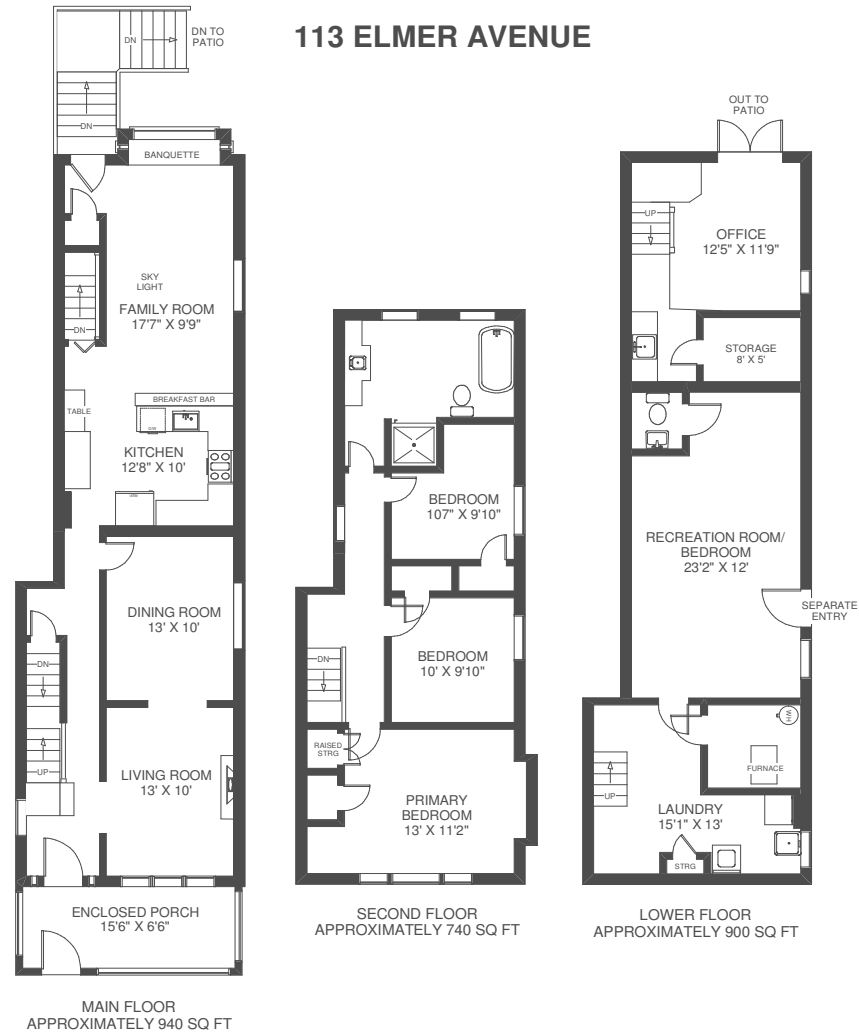 113 ELMER AVENUE
DN TO
PATIO
DN
DN
BANQUETTE
SKY
LIGHT
FAMILY ROOM
17'7" X 9'9"
DN
BREAKFAST BAR
TABLE
D/W
KITCHEN
12'8" X 10'
DINING ROOM
13' X 10'
DN
UP
LIVING ROOM
13' X 10'
ENCLOSED PORCH
15'6" X 6'6"
MAIN FLOOR
APPROXIMATELY 940 SQ FT
BEDROOM
107" X 9'10"
BEDROOM
10' X 9'10"
DN
RAISED
STRG
PRIMARY
BEDROOM
13' X 11'2"
SECOND FLOOR
APPROXIMATELY 740 SQ FT
OUT TO
PATIO
UP
OFFICE
12'5" X 11'9"
STORAGE
8' X 5'
RECREATION ROOM/
BEDROOM
23'2" X 12'
SEPARATE
ENTRY
WH
FURNACE
UP
LAUNDRY
15'1" X 13'
STRG
LOWER FLOOR
APPROXIMATELY 900 SQ FT